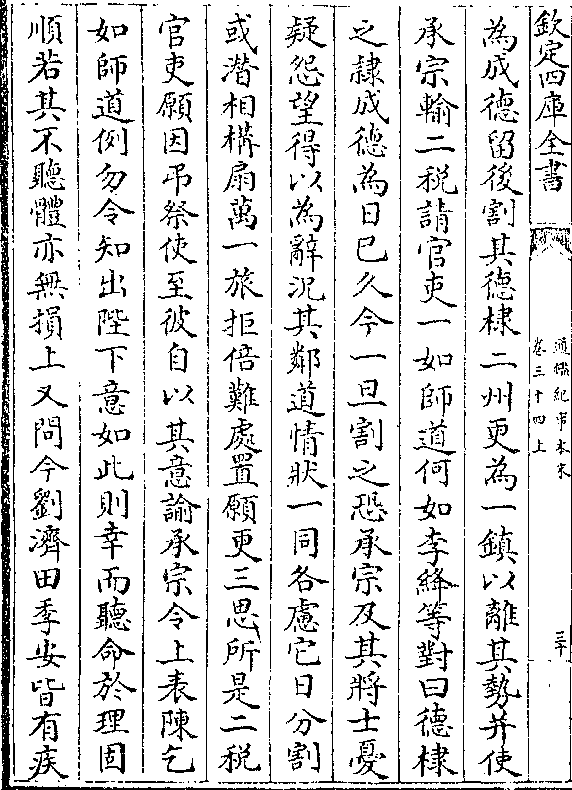 欽定四庫全書
通鑑紀事本末
卷三十四上
三十
為成德留後割其德棣二州更為一鎮以離其勢并使
承宗輸二税請官吏一如師道何如李絳等對曰德棣
之隷成德為日已久今一旦割之恐承宗及其將士憂
疑怨望得以為辭況其鄰道情狀一同各慮它日分割
或潛相構扇萬一旅拒倍難處置願更三思所是二税
官吏願因弔祭使至彼自以其意諭承宗令上表陳乞
如師道例勿令知出陛下意如此則幸而聽命於理固
順若其不聽體亦無損上又問今劉濟田季安皆有疾